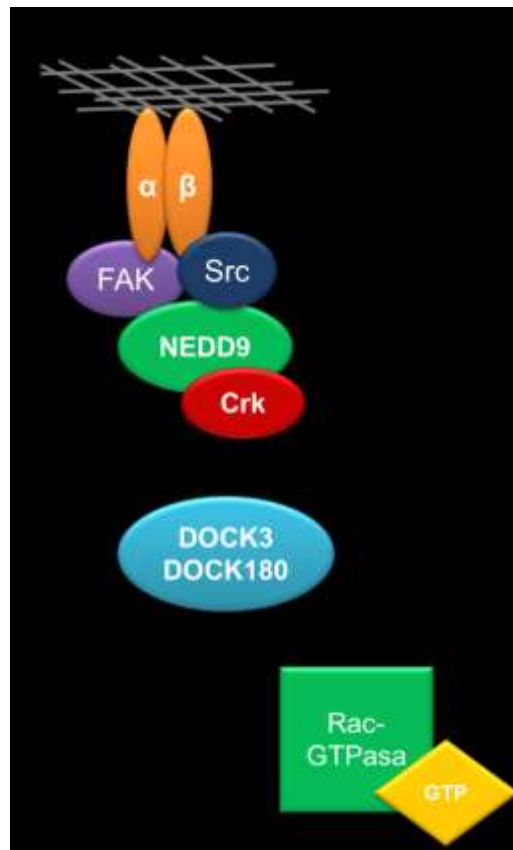 α β
FAK Src
NEDD9
Crk
DOCK3
DOCK180
Rac-
GTPasa
GTP